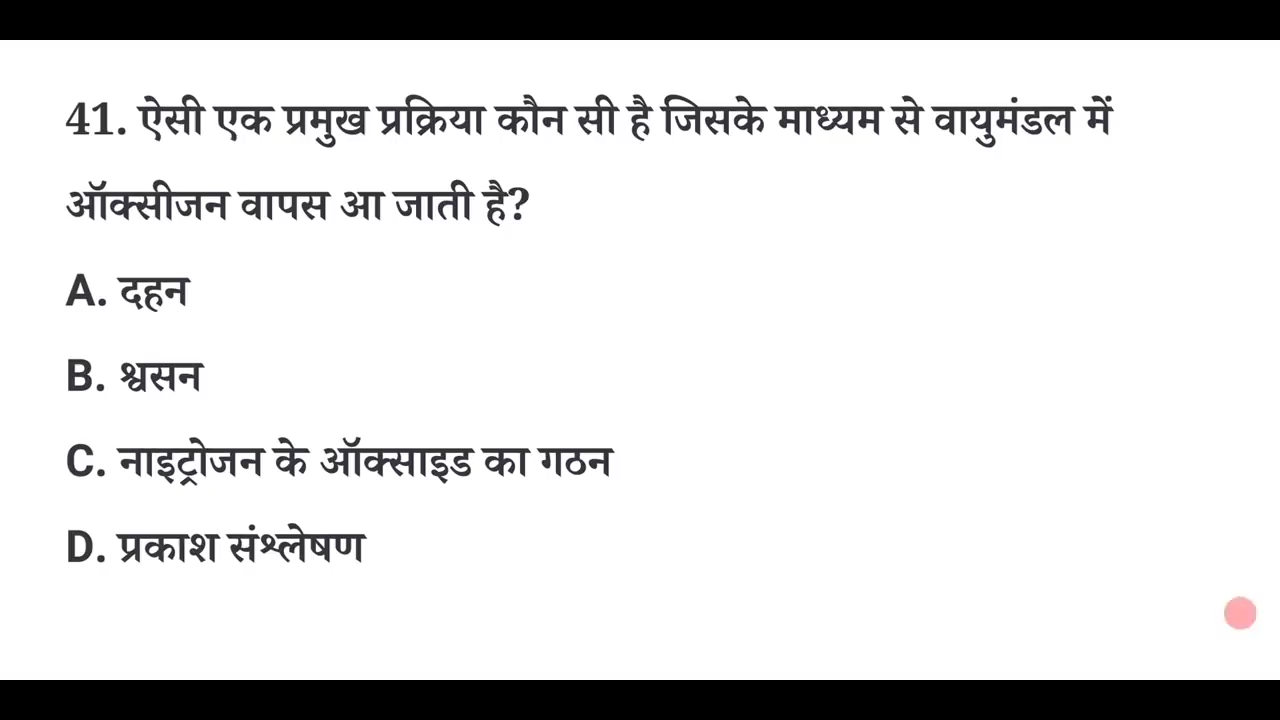 41. ऐसी एक प्रमुख प्रक्रिया कौन सी है जिसके माध्यम से वायुमंडल में
ऑक्सीजन वापस आ जाती है?
A. दहन
B. श्वसन
C. नाइट्रोजन के ऑक्साइड का गठन
D. प्रकाश संश्लेषण